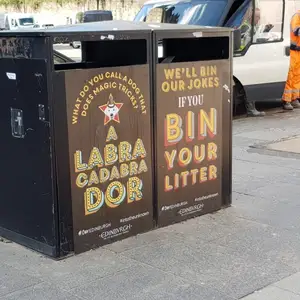 WHAT DO YOU CALL A DOG THAT
DOES MAGIC TRICKS?
A
LABRA
CADABRA
DOR
EDINBURGH
WE'LL BIN
OUR JOKES
IF YOU
BIN
YOUR
LITTER
EDINBURGH